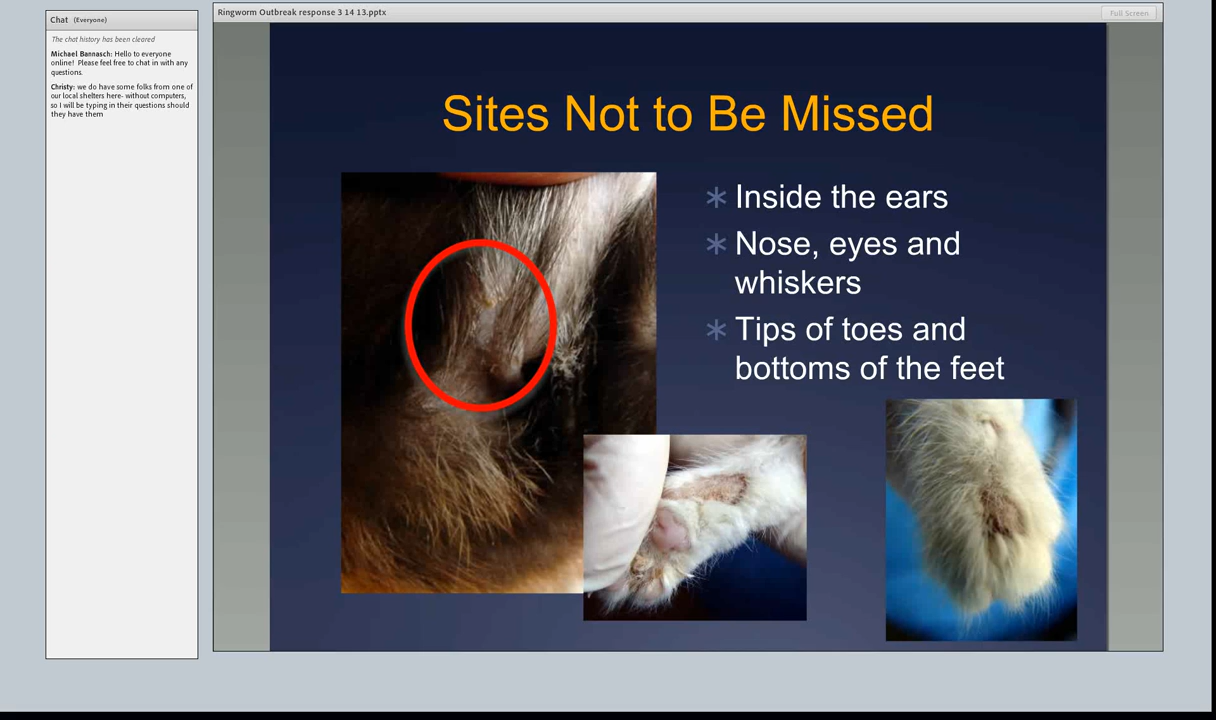 Chat (Everyone)
The chat history has been cleared
Michael Bannasch: Hello to everyone
online! Please feel free to chat in with any
questions.
Christy: we do have some folks from one of
our local shelters here- without computers,
so I will be typing in their questions should
they have them
Ringworm Outbreak response 3 14 13.pptx
Full Screen
Sites Not to Be Missed
Inside the ears
Nose, eyes and
whiskers
Tips of toes and
bottoms of the feet